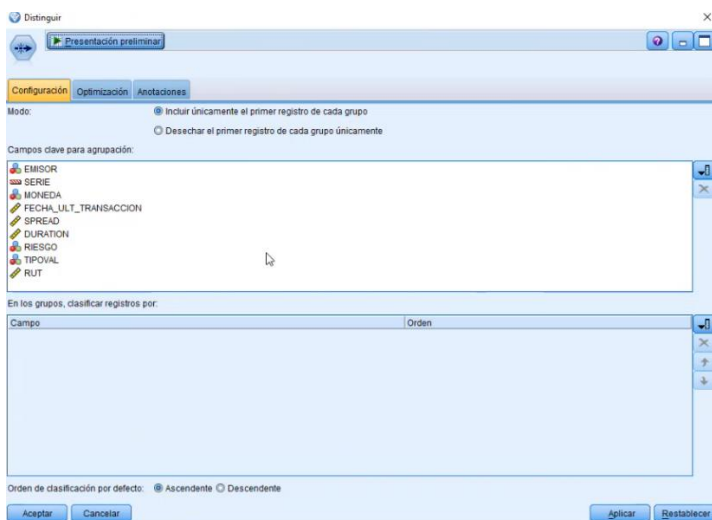 Distinguir
Presentación preliminar
Configuración Optimización Anotaciones
Modo: Incluir únicamente el primer registro de cada grupo
Desechar el primer registro de cada grupo únicamente
Campos clave para agrupación:
EMISOR
SERIE
MONEDA
FECHA_ULT_TRANSACCION
SPREAD
DURATION
RIESGO
TIPOVAL
RUT
En los grupos, clasificar registros por:
Campo Orden
Orden de clasificación por defecto: Ascendente Descendente
Aceptar Cancelar Aplicar Restablecer